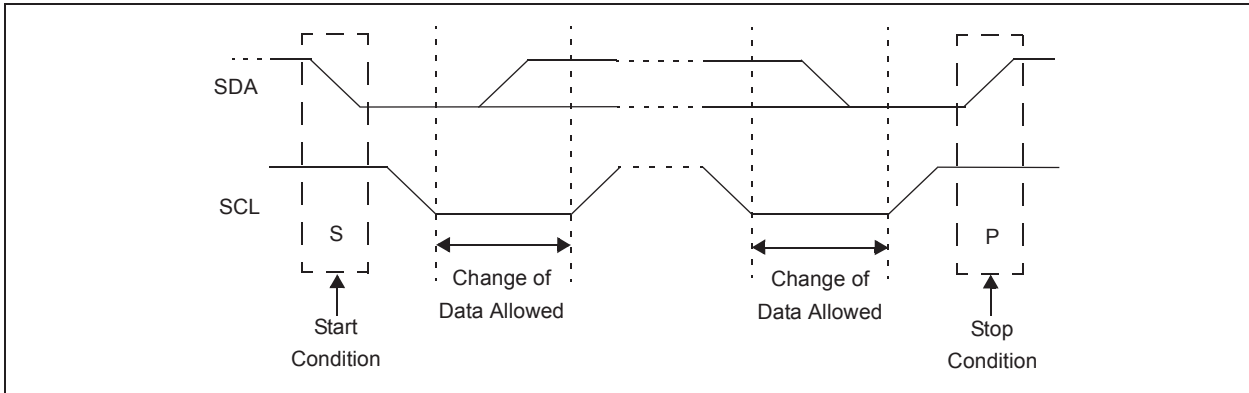 SDA
SCL
S
P
Change of
Data Allowed
Change of
Data Allowed
Start
Condition
Stop
Condition